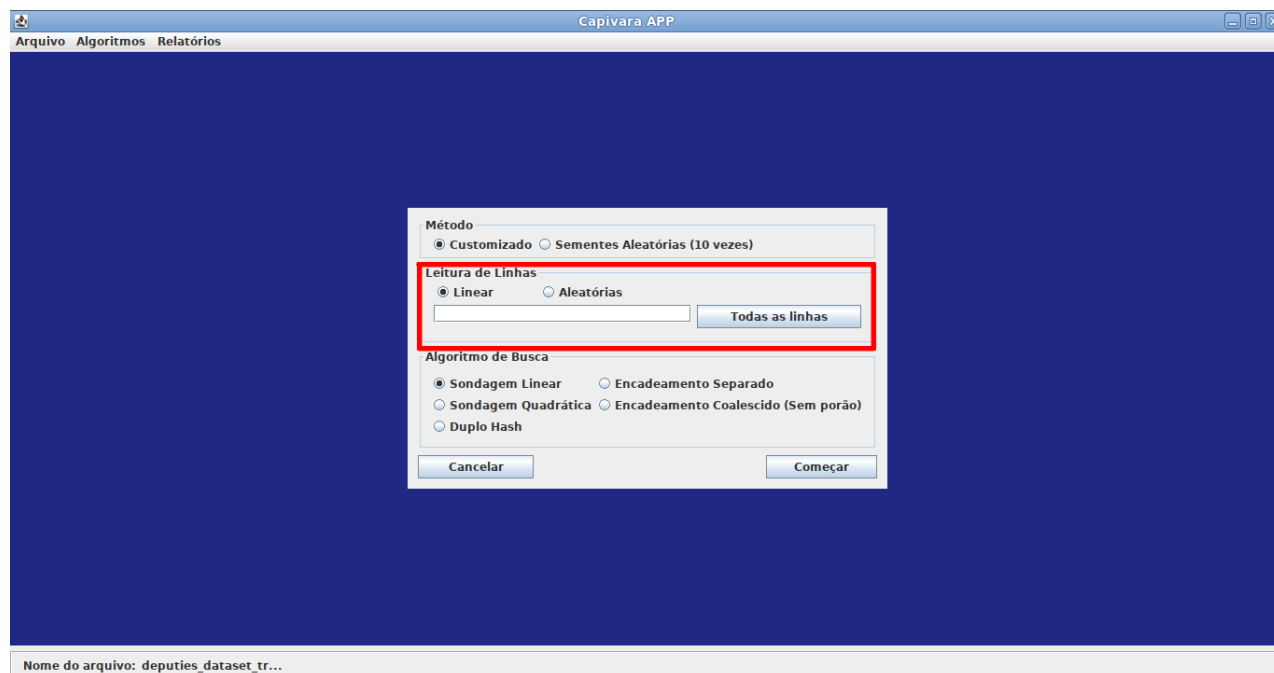 Capivara APP
Arquivo Algoritmos Relatórios
Método
Customizado Sementes Aleatórias (10 vezes)
Leitura de Linhas
Linear Aleatórias
Todas as linhas
Algoritmo de Busca
Sondagem Linear Encadeamento Separado
Sondagem Quadrática Encadeamento Coalescido (Sem porão)
Duplo Hash
Cancelar Começar
Nome do arquivo: deputies_dataset_tr...